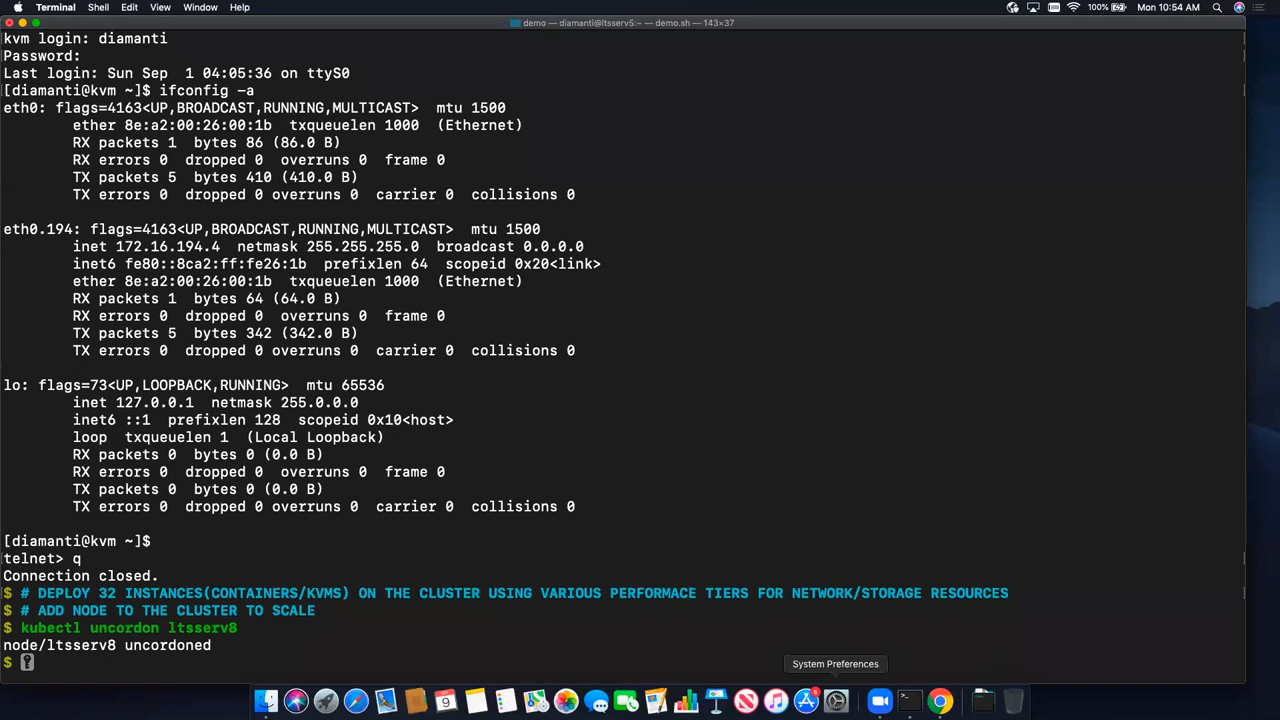 Terminal Shell Edit View Window Help 100% Mon 10:54 AM
demo — diamanti@ltsserv5:~ — demo.sh — 143×37
kvm login: diamanti
Password:
Last login: Sun Sep  1 04:05:36 on ttyS0
[diamanti@kvm ~]$ ifconfig -a
eth0: flags=4163<UP,BROADCAST,RUNNING,MULTICAST>  mtu 1500
ether 8e:a2:00:26:00:1b  txqueuelen 1000  (Ethernet)
RX packets 1  bytes 86 (86.0 B)
RX errors 0  dropped 0  overruns 0  frame 0
TX packets 5  bytes 410 (410.0 B)
TX errors 0  dropped 0 overruns 0  carrier 0  collisions 0
eth0.194: flags=4163<UP,BROADCAST,RUNNING,MULTICAST>  mtu 1500
inet 172.16.194.4  netmask 255.255.255.0  broadcast 0.0.0.0
inet6 fe80::8ca2:ff:fe26:1b  prefixlen 64  scopeid 0x20<link>
ether 8e:a2:00:26:00:1b  txqueuelen 1000  (Ethernet)
RX packets 1  bytes 64 (64.0 B)
RX errors 0  dropped 0  overruns 0  frame 0
TX packets 5  bytes 342 (342.0 B)
TX errors 0  dropped 0 overruns 0  carrier 0  collisions 0
lo: flags=73<UP,LOOPBACK,RUNNING>  mtu 65536
inet 127.0.0.1  netmask 255.0.0.0
inet6 ::1  prefixlen 128  scopeid 0x10<host>
loop  txqueuelen 1  (Local Loopback)
RX packets 0  bytes 0 (0.0 B)
RX errors 0  dropped 0  overruns 0  frame 0
TX packets 0  bytes 0 (0.0 B)
TX errors 0  dropped 0 overruns 0  carrier 0  collisions 0
[diamanti@kvm ~]$
telnet> q
Connection closed.
$ # DEPLOY 32 INSTANCES(CONTAINERS/KVMS) ON THE CLUSTER USING VARIOUS PERFORMACE TIERS FOR NETWORK/STORAGE RESOURCES
$ # ADD NODE TO THE CLUSTER TO SCALE
$ kubectl uncordon ltsserv8
node/ltsserv8 uncordoned
$
System Preferences